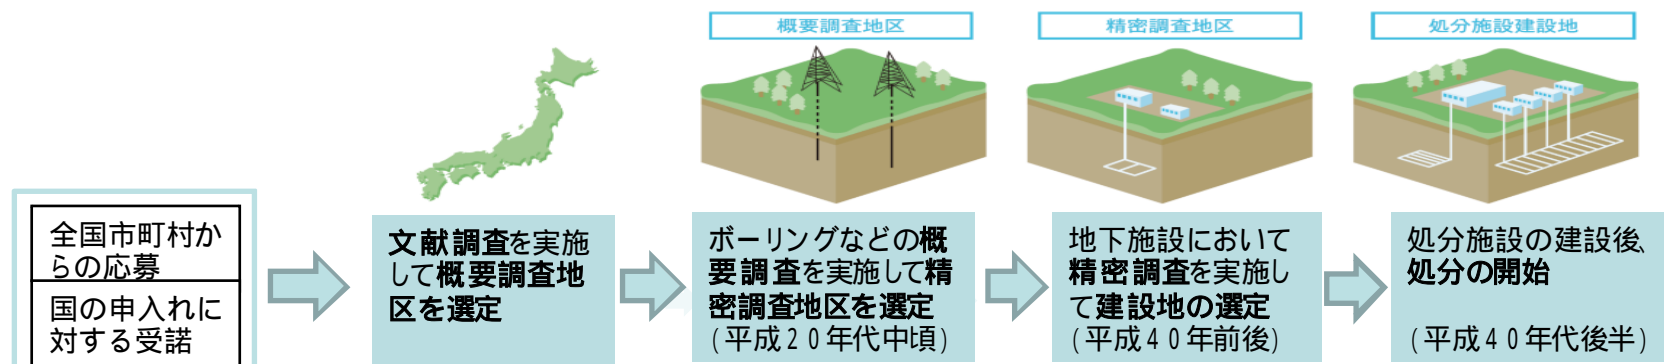 概要調査地区
精密調査地区
処分施設建設地
全国市町村か
らの応募
国の申入れに
対する受諾
文献調査を実施
して概要調査地
区を選定
ボーリングなどの概
要調査を実施して精
密調査地区を選定
(平成20年代中頃)
地下施設において
精密調査を実施し
て建設地の選定
(平成40年前後)
処分施設の建設後、
処分の開始
(平成40年代後半)